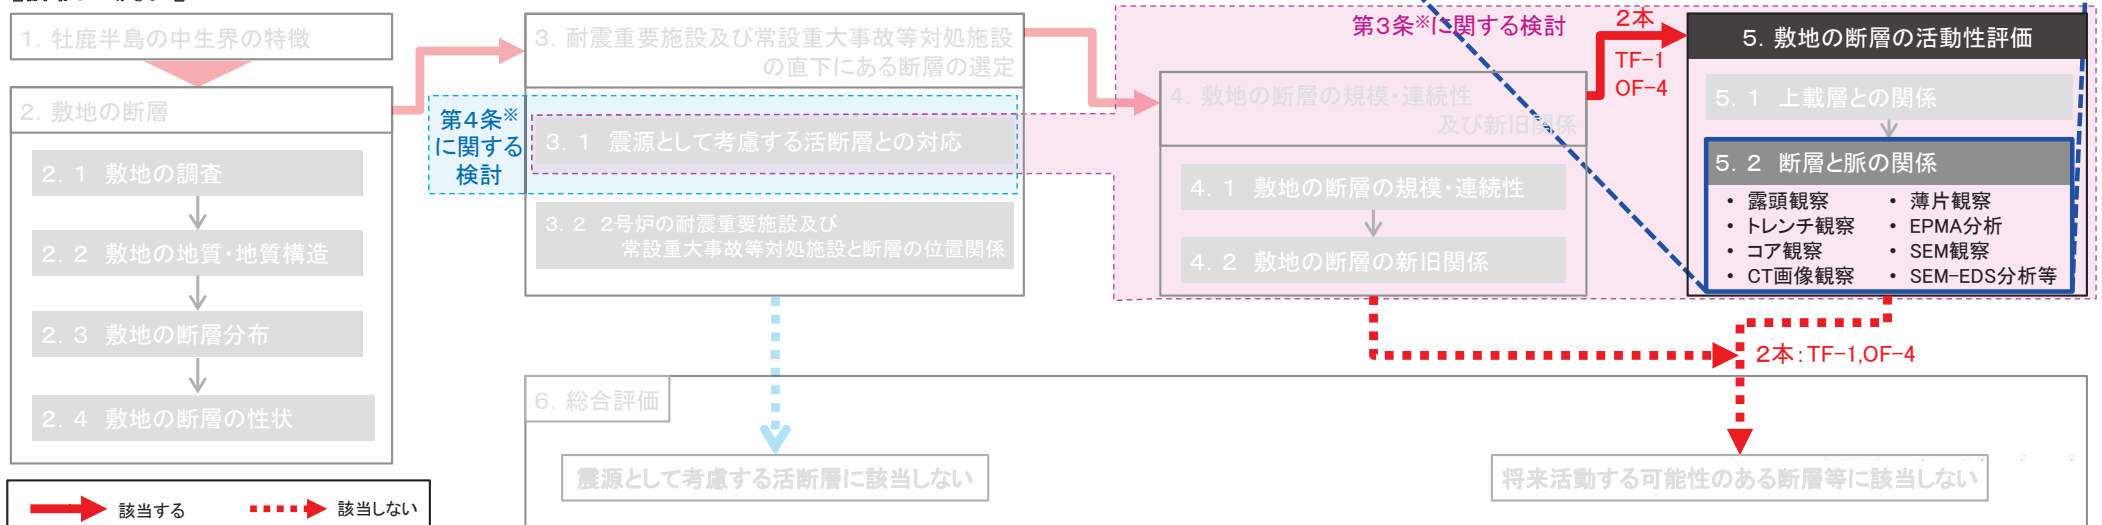 1. 牡鹿半島の中生界の特徴
2. 敷地の断層
2. 1 敷地の調査
2. 2 敷地の地質・地質構造
2. 3 敷地の断層分布
2. 4 敷地の断層の性状
3. 耐震重要施設及び常設重大事故等対処施設
の直下にある断層の選定
第4条※
に関する
検討
3. 1 震源として考慮する活断層との対応
3. 2 2号炉の耐震重要施設及び
常設重大事故等対処施設と断層の位置関係
第3条※に関する検討
4. 敷地の断層の規模・連続性
及び新旧関係
4. 1 敷地の断層の規模・連続性
4. 2 敷地の断層の新旧関係
2本
TF-1
OF-4
5. 敷地の断層の活動性評価
5. 1 上載層との関係
5. 2 断層と脈の関係
• 露頭観察
• トレンチ観察
• コア観察
• CT画像観察
• 薄片観察
• EPMA分析
• SEM観察
• SEM-EDS分析等
2本:TF-1,OF-4
6. 総合評価
震源として考慮する活断層に該当しない
将来活動する可能性のある断層等に該当しない
該当する
該当しない